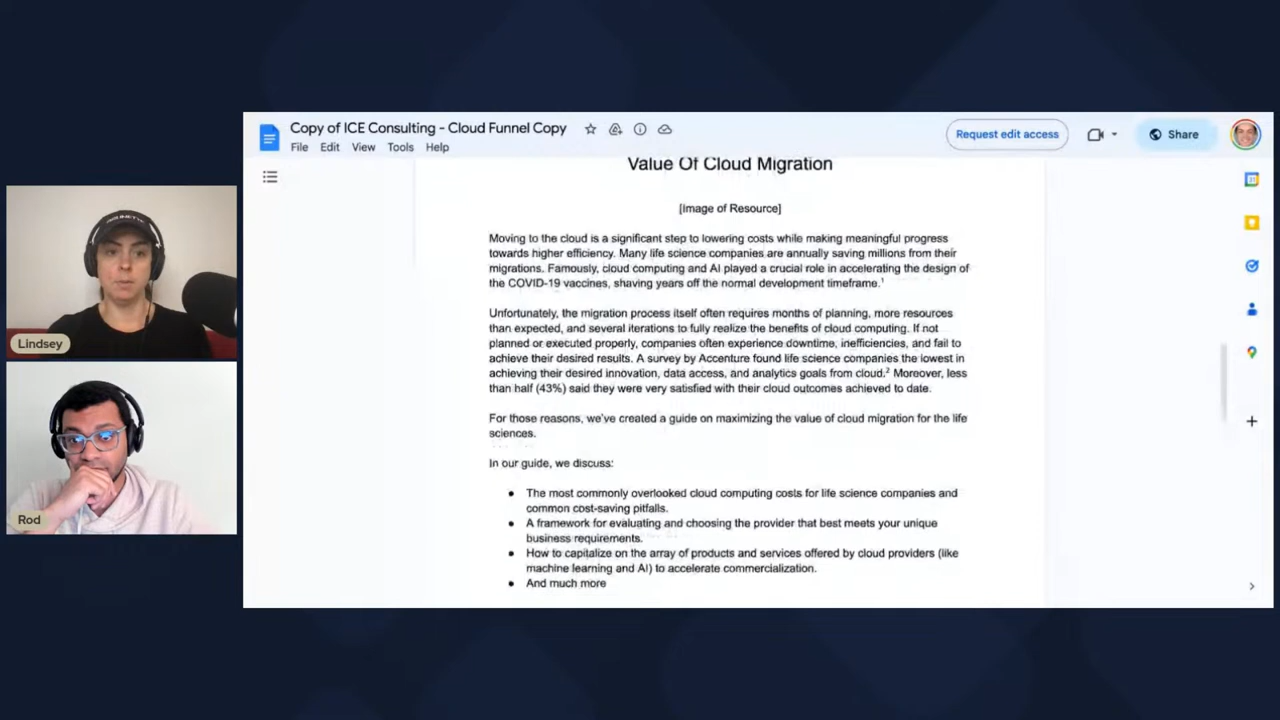 Copy of ICE Consulting - Cloud Funnel Copy
File Edit View Tools Help
Request edit access
Share
Value Of Cloud Migration
[Image of Resource]
Moving to the cloud is a significant step to lowering costs while making meaningful progress
towards higher efficiency. Many life science companies are annually saving millions from their
migrations. Famously, cloud computing and AI played a crucial role in accelerating the design of
the COVID-19 vaccines, shaving years off the normal development timeframe.¹
Unfortunately, the migration process itself often requires months of planning, more resources
than expected, and several iterations to fully realize the benefits of cloud computing. If not
planned or executed properly, companies often experience downtime, inefficiencies, and fail to
achieve their desired results. A survey by Accenture found life science companies the lowest in
achieving their desired innovation, data access, and analytics goals from cloud.² Moreover, less
than half (43%) said they were very satisfied with their cloud outcomes achieved to date.
For those reasons, we've created a guide on maximizing the value of cloud migration for the life
sciences.
In our guide, we discuss:
● The most commonly overlooked cloud computing costs for life science companies and
common cost-saving pitfalls.
● A framework for evaluating and choosing the provider that best meets your unique
business requirements.
● How to capitalize on the array of products and services offered by cloud providers (like
machine learning and AI) to accelerate commercialization.
● And much more
Lindsey
Rod